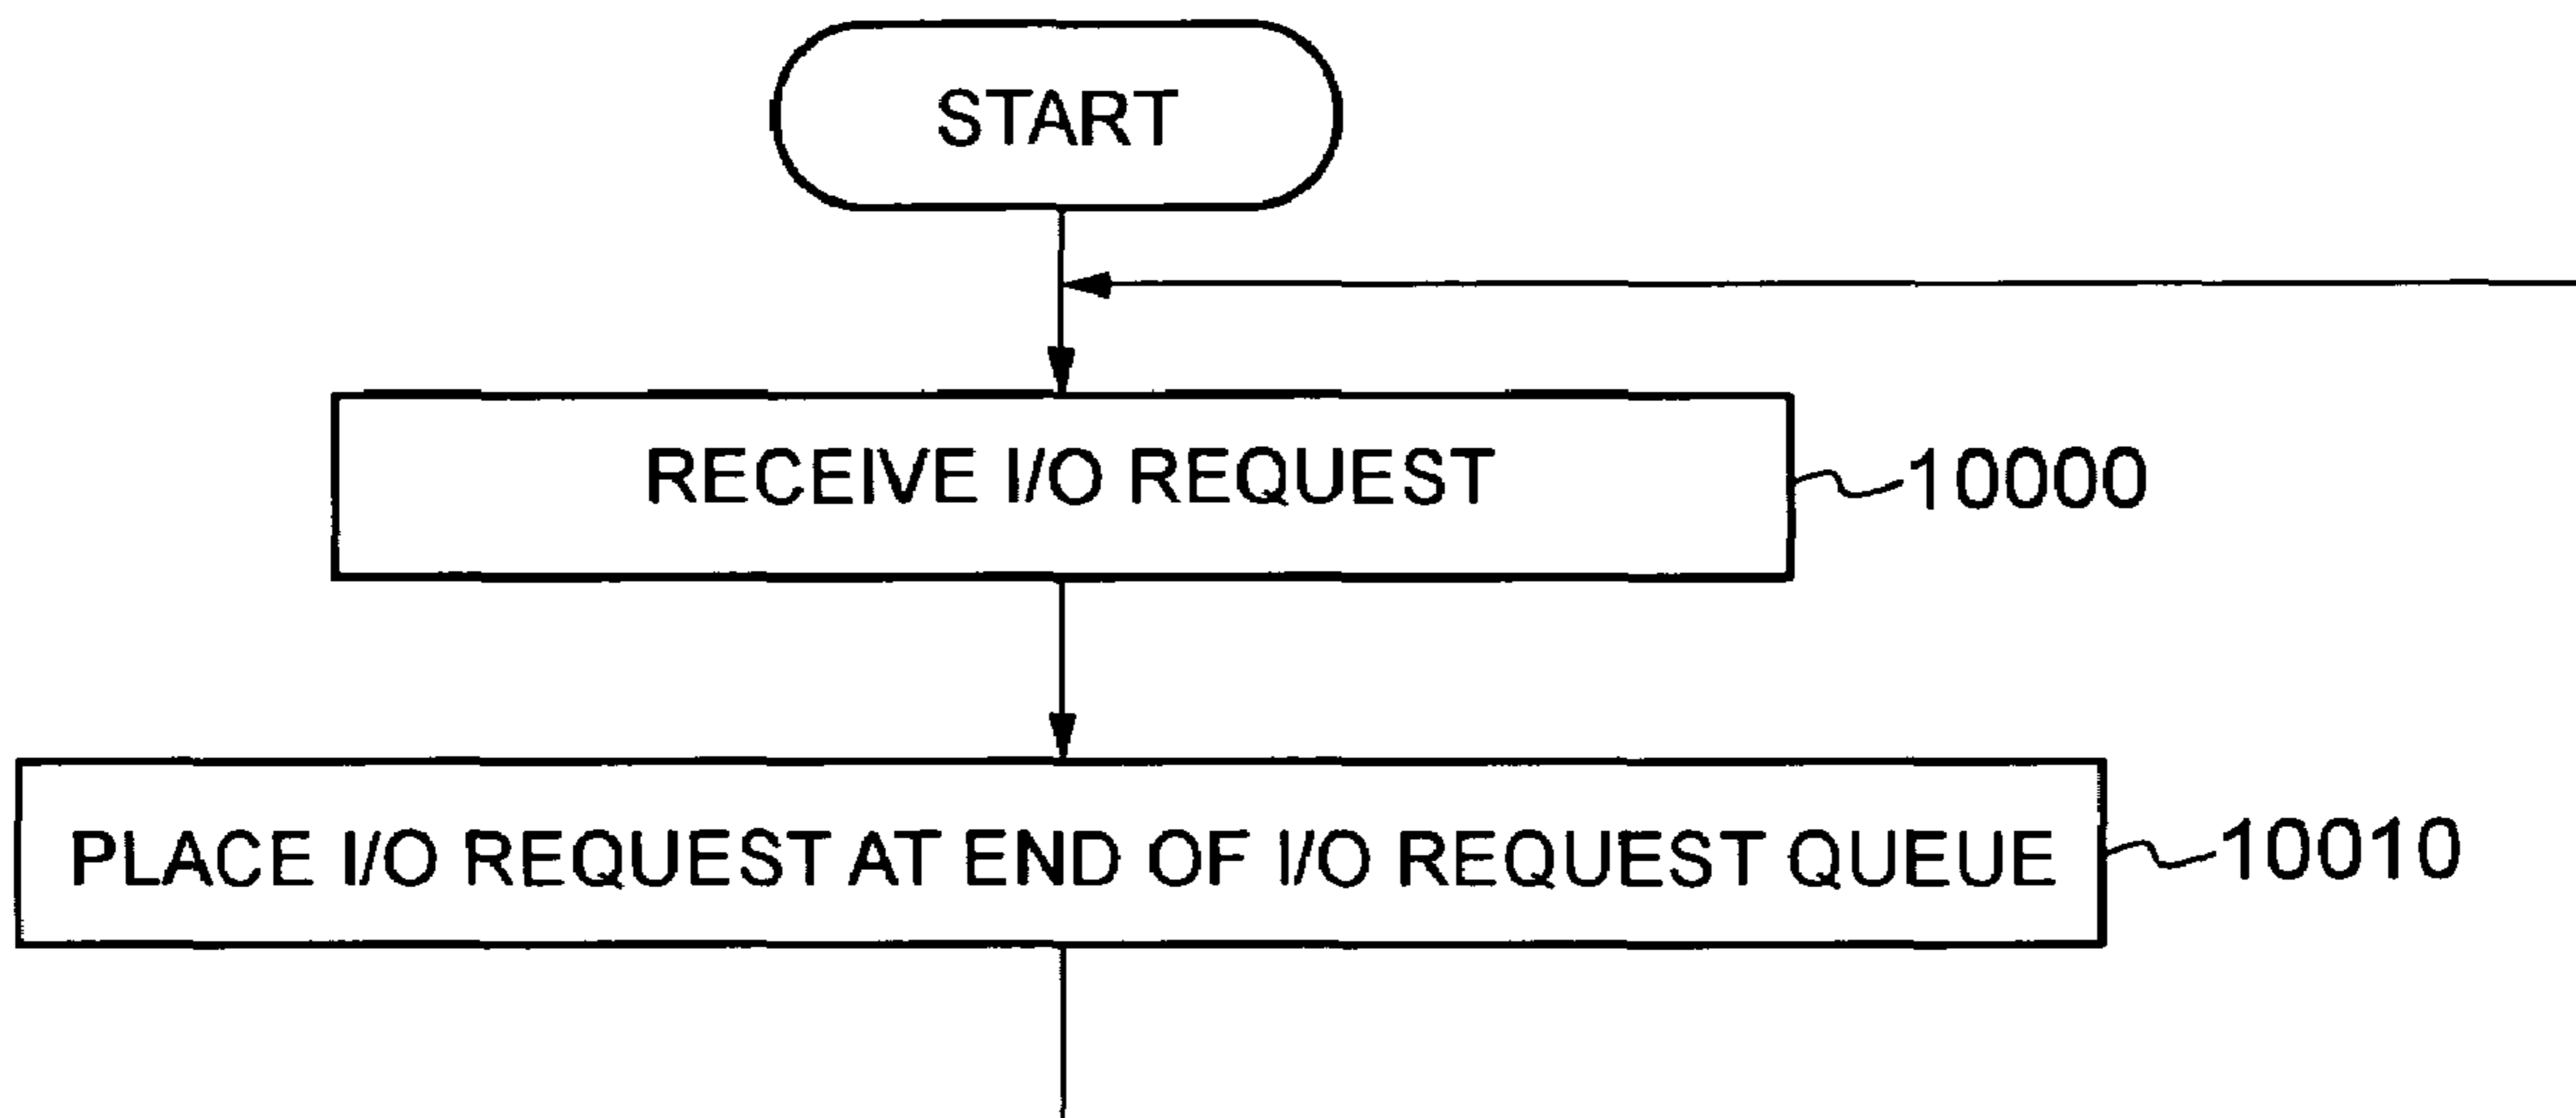 START
RECEIVE I/O REQUEST
10000
PLACE I/O REQUEST AT END OF I/O REQUEST QUEUE
10010